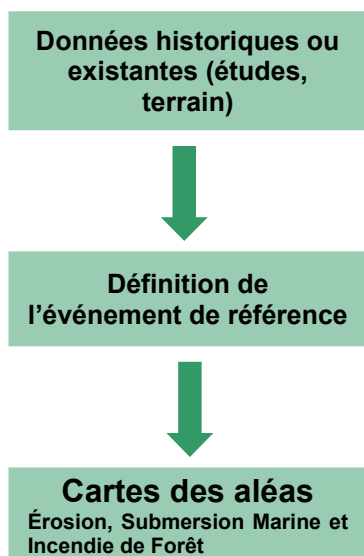 Données historiques ou
existantes (études,
terrain)
Définition de
l'événement de référence
Cartes des aléas
Érosion, Submersion Marine et
Incendie de Forêt